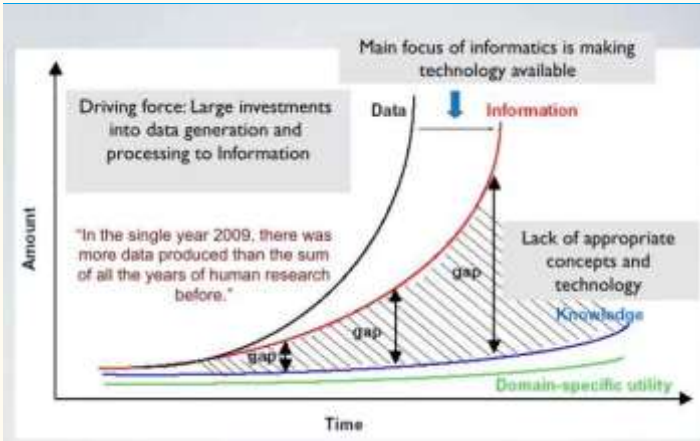 Main focus of informatics is making
technology available
Driving force: Large investments
into data generation and
processing to Information
Data
Information
"In the single year 2009, there was
more data produced than the sum
of all the years of human research
before."
Lack of appropriate
concepts and
technology
gap
gap
gap
Knowledge
Domain-specific utility
Amount
Time